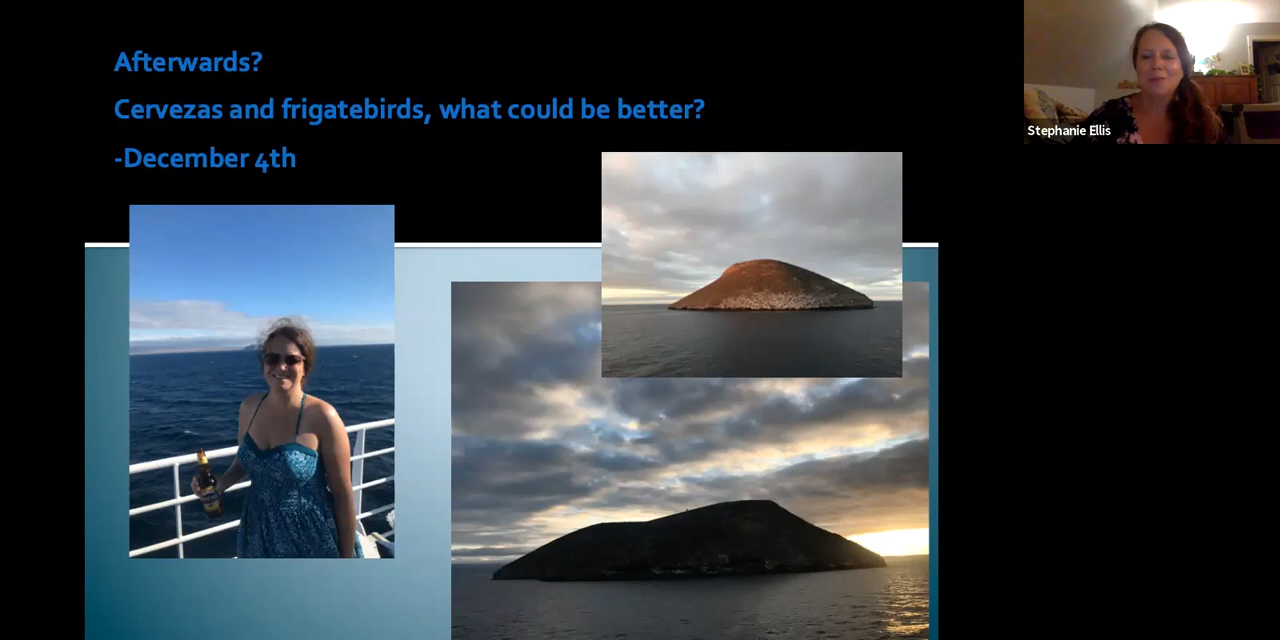 Afterwards?
Cervezas and frigatebirds, what could be better?
-December 4th
Stephanie Ellis